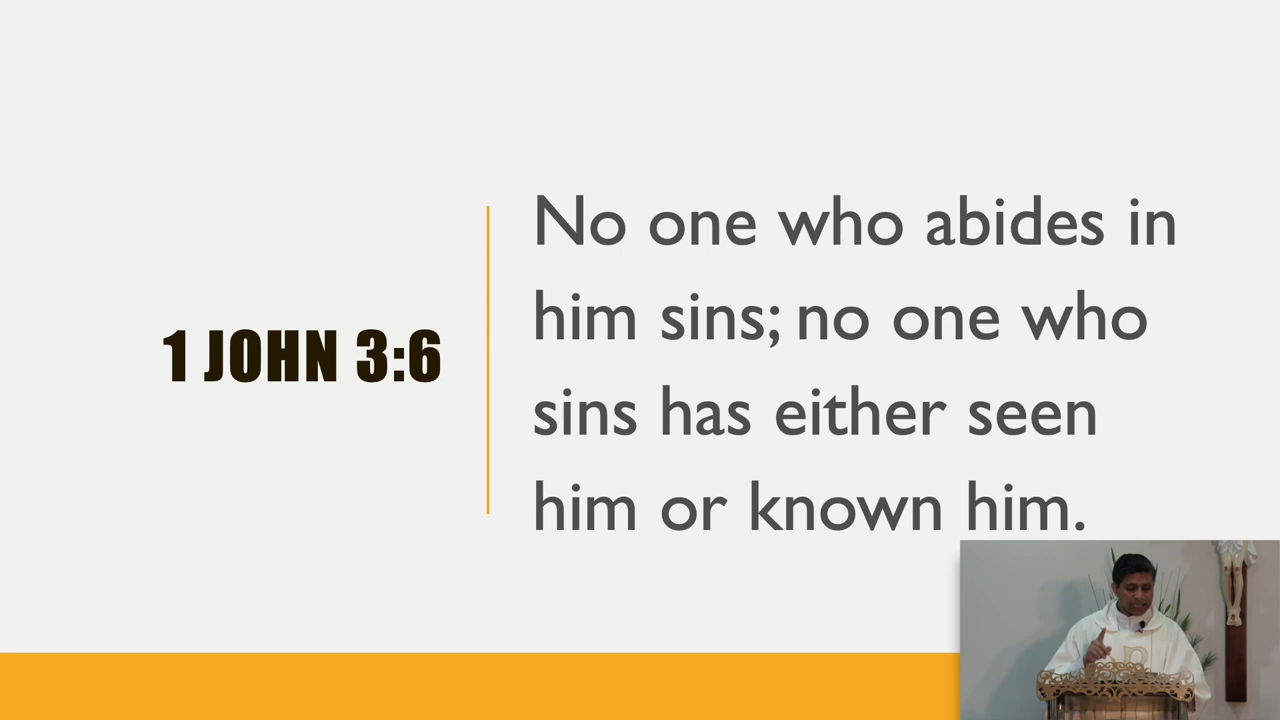 1 JOHN 3:6
No one who abides in
him sins; no one who
sins has either seen
him or known him.